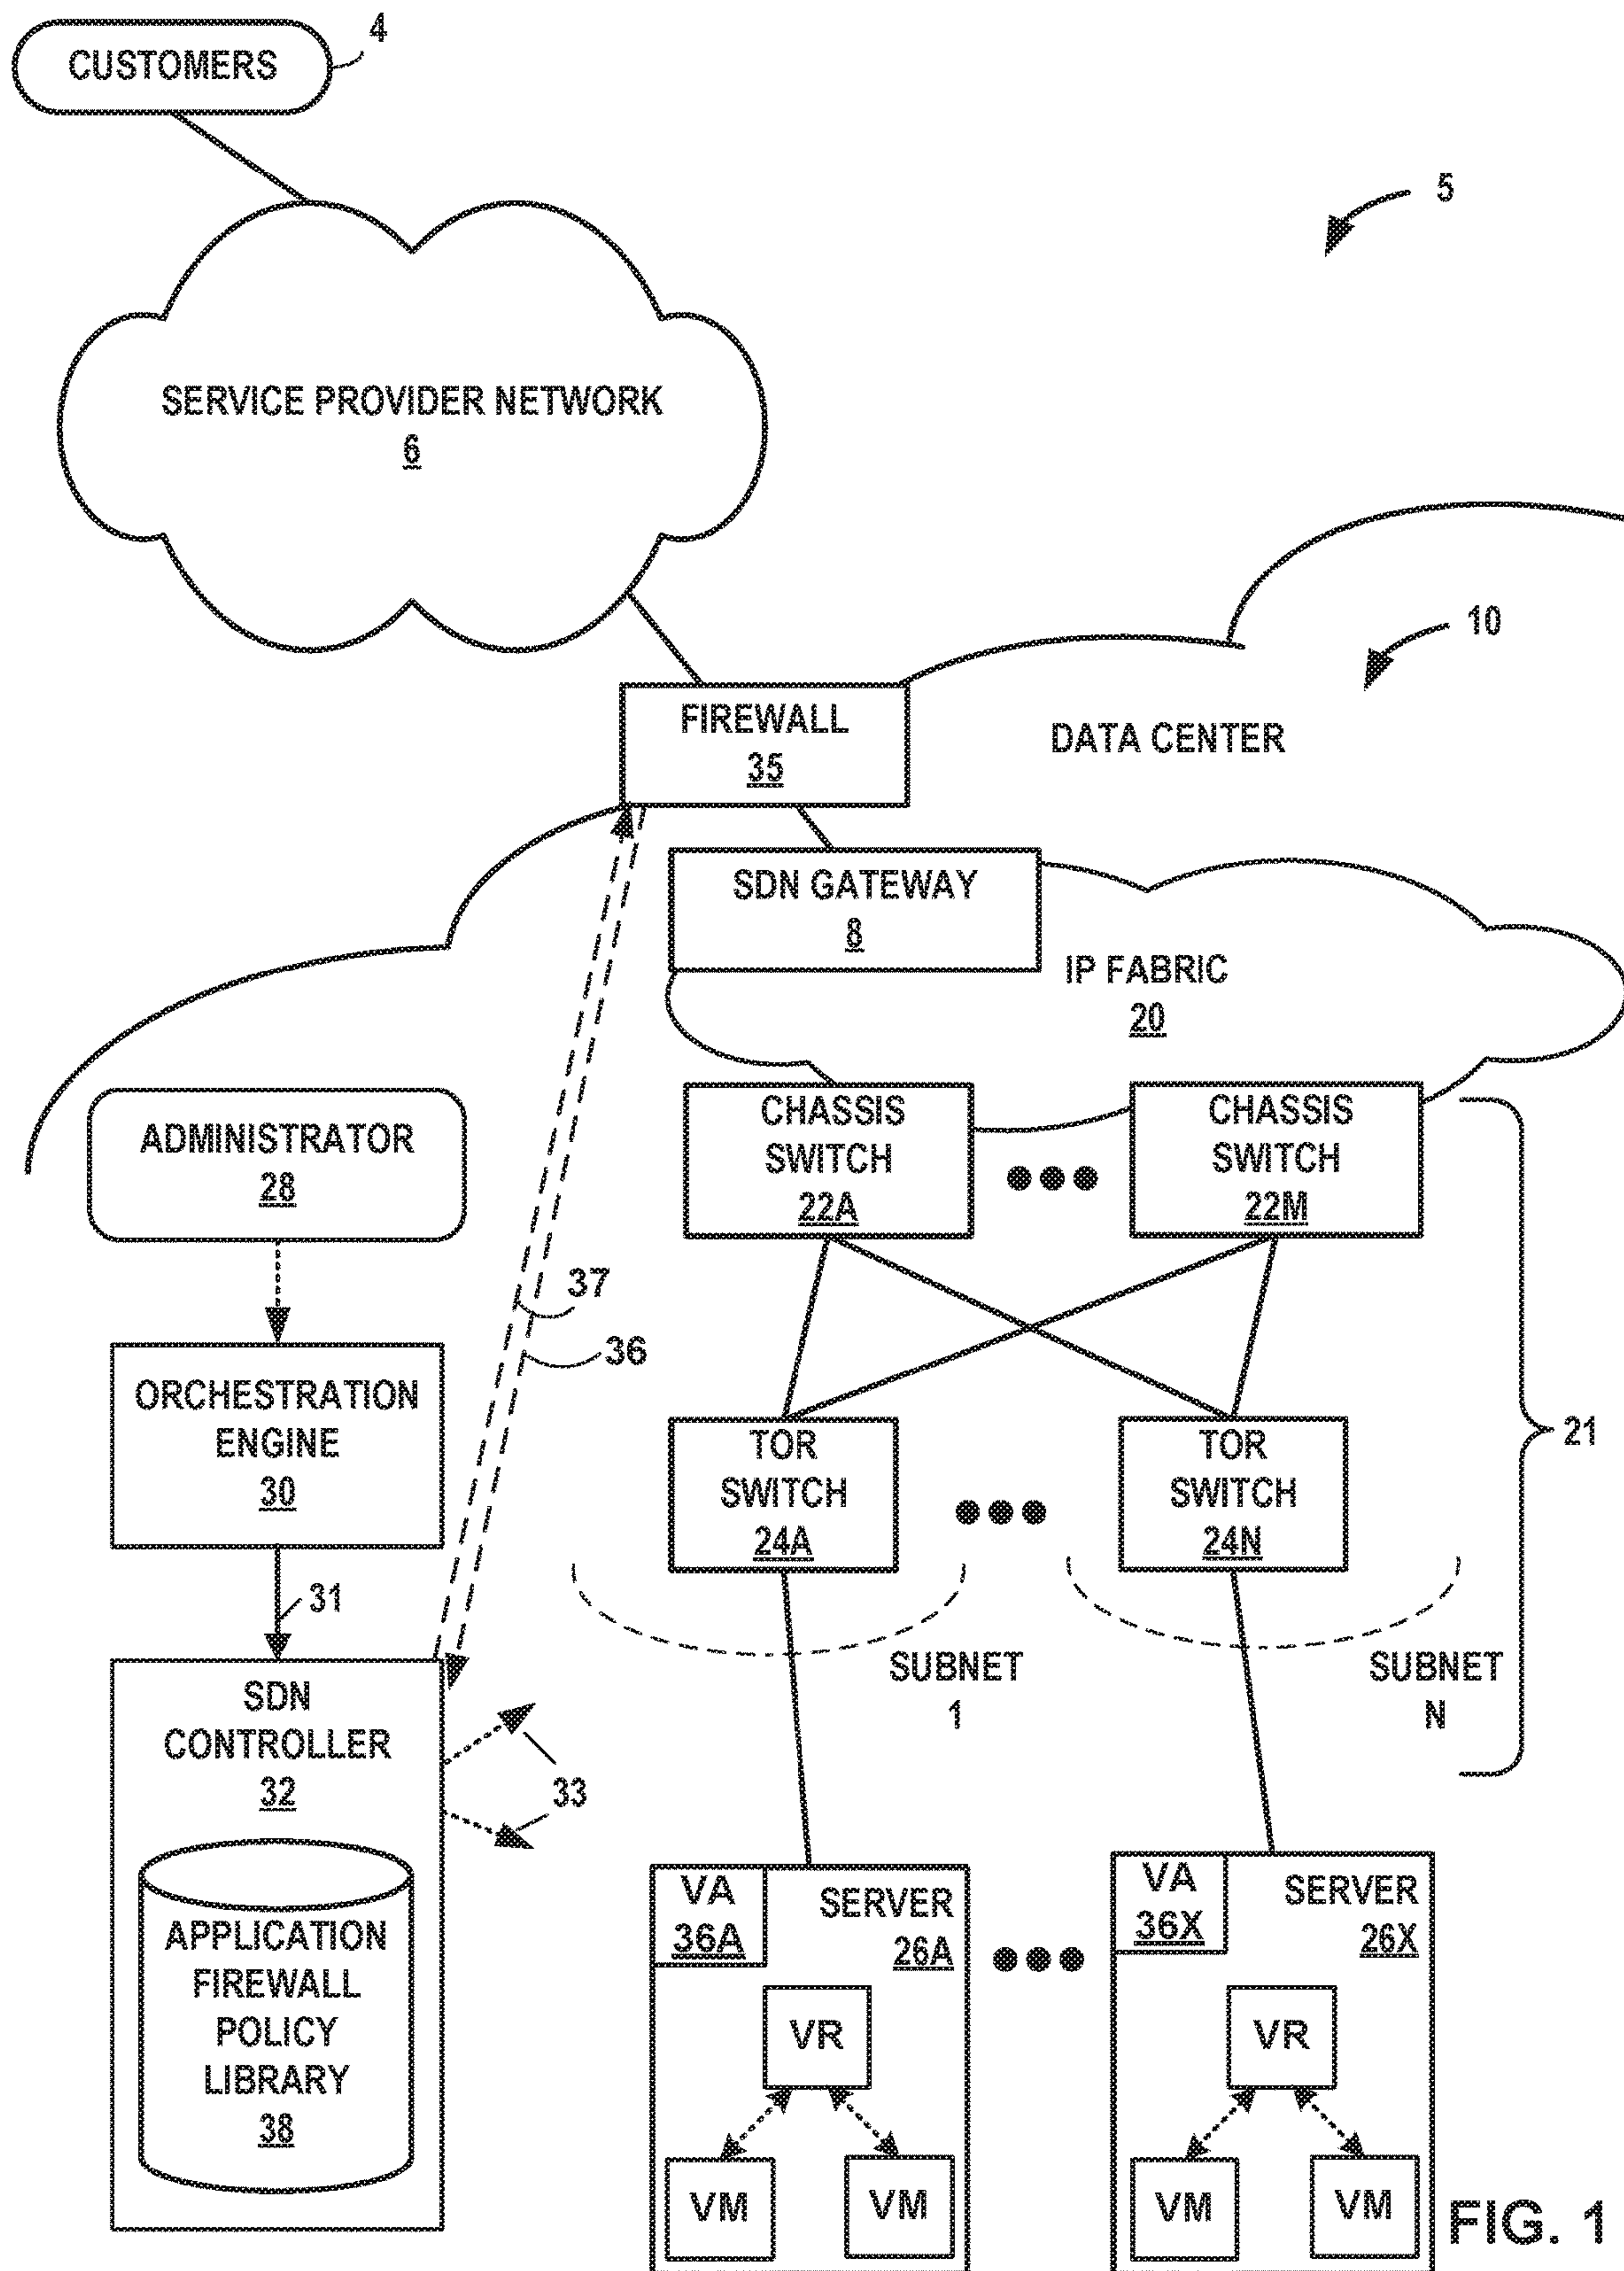 CUSTOMERS
4
5
SERVICE PROVIDER NETWORK
6
10
FIREWALL
35
DATA CENTER
SDN GATEWAY
8
IP FABRIC
20
ADMINISTRATOR
28
CHASSIS
SWITCH
22A
CHASSIS
SWITCH
22M
37
36
ORCHESTRATION
ENGINE
30
TOR
SWITCH
24A
TOR
SWITCH
24N
21
31
SUBNET
1
SUBNET
N
SDN
CONTROLLER
32
33
APPLICATION
FIREWALL
POLICY
LIBRARY
38
VA
36A
SERVER
26A
VR
VM
VM
VA
36X
SERVER
26X
VR
VM
VM
FIG. 1